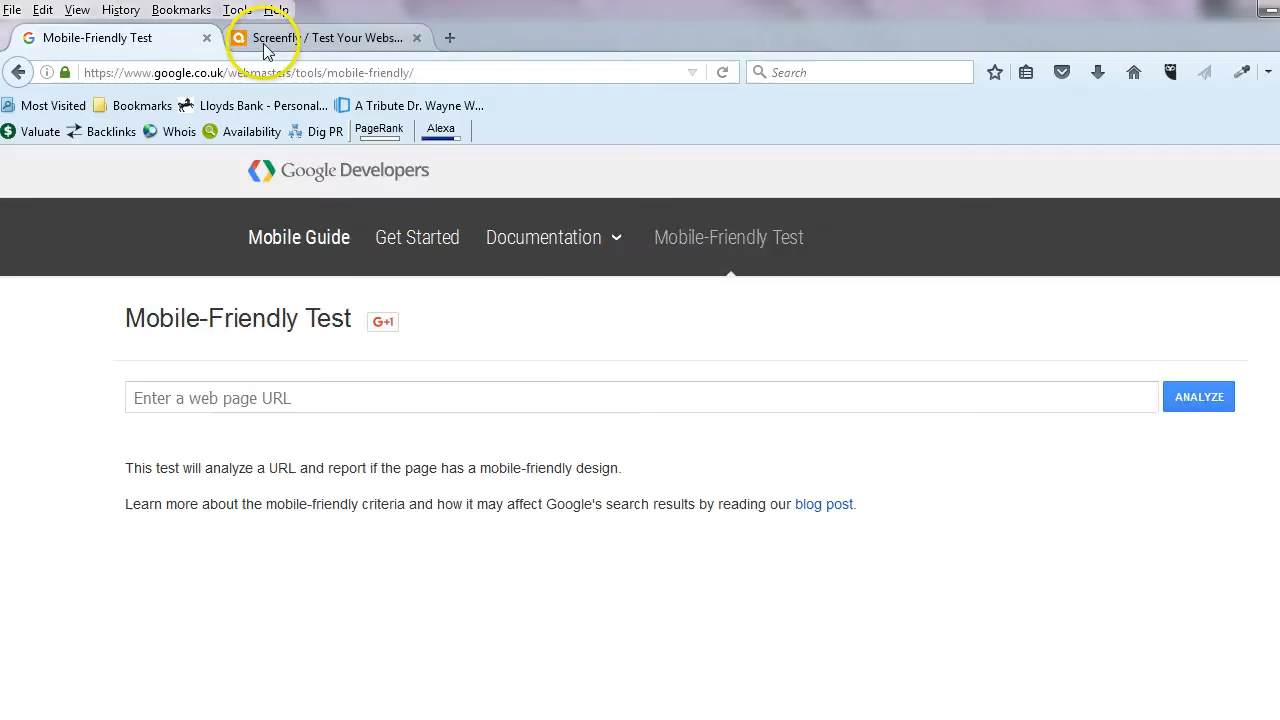 File Edit View History Bookmarks Tools Help
Mobile-Friendly Test
Screenfly / Test Your Webs...
https://www.google.co.uk/webmasters/tools/mobile-friendly/
Search
Most Visited Bookmarks Lloyds Bank - Personal... A Tribute Dr. Wayne W...
Valuate Backlinks Whois Availability Dig PR PageRank Alexa
Google Developers
Mobile Guide Get Started Documentation Mobile-Friendly Test
Mobile-Friendly Test G+1
Enter a web page URL ANALYZE
This test will analyze a URL and report if the page has a mobile-friendly design.
Learn more about the mobile-friendly criteria and how it may affect Google's search results by reading our blog post.